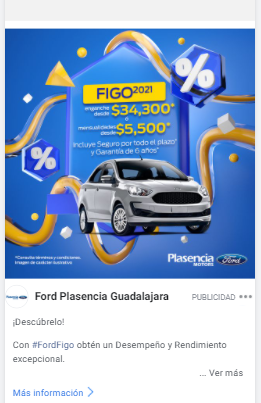 FIGO 2021
enganche desde $34,300*
o
mensualidades desde $5,500*
Incluye Seguro por todo el plazo*
y Garantía de 6 años*
%
%
*Consulta términos y condiciones.
Imagen de carácter ilustrativo
Plasencia
MOTORS
Ford
Ford Plasencia Guadalajara
PUBLICIDAD
¡Descúbrelo!
Con #FordFigo obtén un Desempeño y Rendimiento
excepcional.
... Ver más
Más información